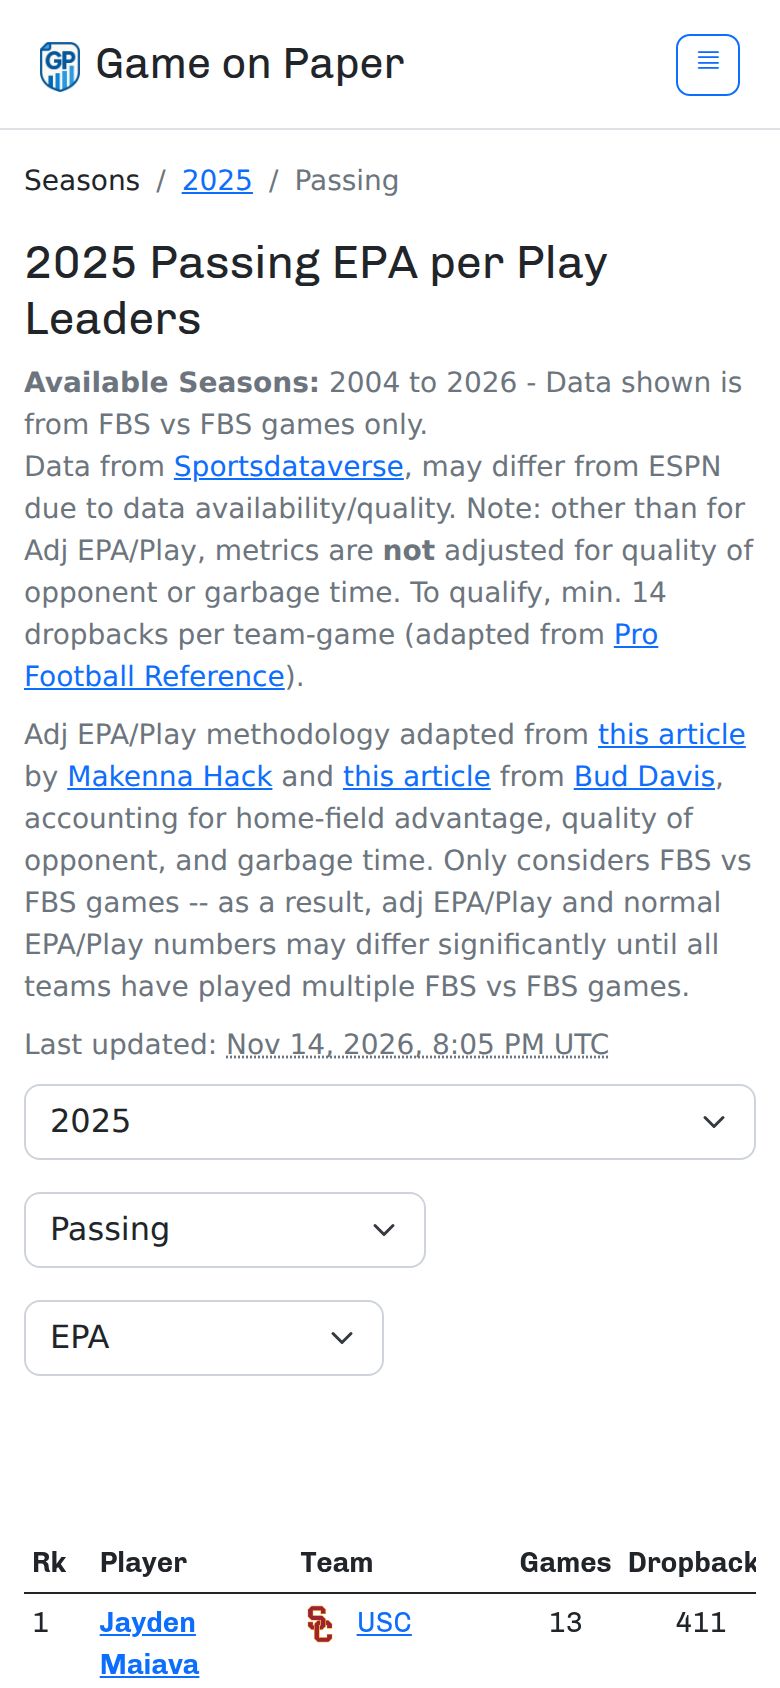 GP Game on Paper
Seasons / 2025 / Passing
2025 Passing EPA per Play
Leaders
Available Seasons: 2004 to 2026 - Data shown is
from FBS vs FBS games only.
Data from Sportsdataverse, may differ from ESPN
due to data availability/quality. Note: other than for
Adj EPA/Play, metrics are not adjusted for quality of
opponent or garbage time. To qualify, min. 14
dropbacks per team-game (adapted from Pro
Football Reference).
Adj EPA/Play methodology adapted from this article
by Makenna Hack and this article from Bud Davis,
accounting for home-field advantage, quality of
opponent, and garbage time. Only considers FBS vs
FBS games -- as a result, adj EPA/Play and normal
EPA/Play numbers may differ significantly until all
teams have played multiple FBS vs FBS games.
Last updated: Nov 14, 2026, 8:05 PM UTC
2025
Passing
EPA
Rk Player Team Games Dropback
1 Jayden SC USC 13 411
Maiava